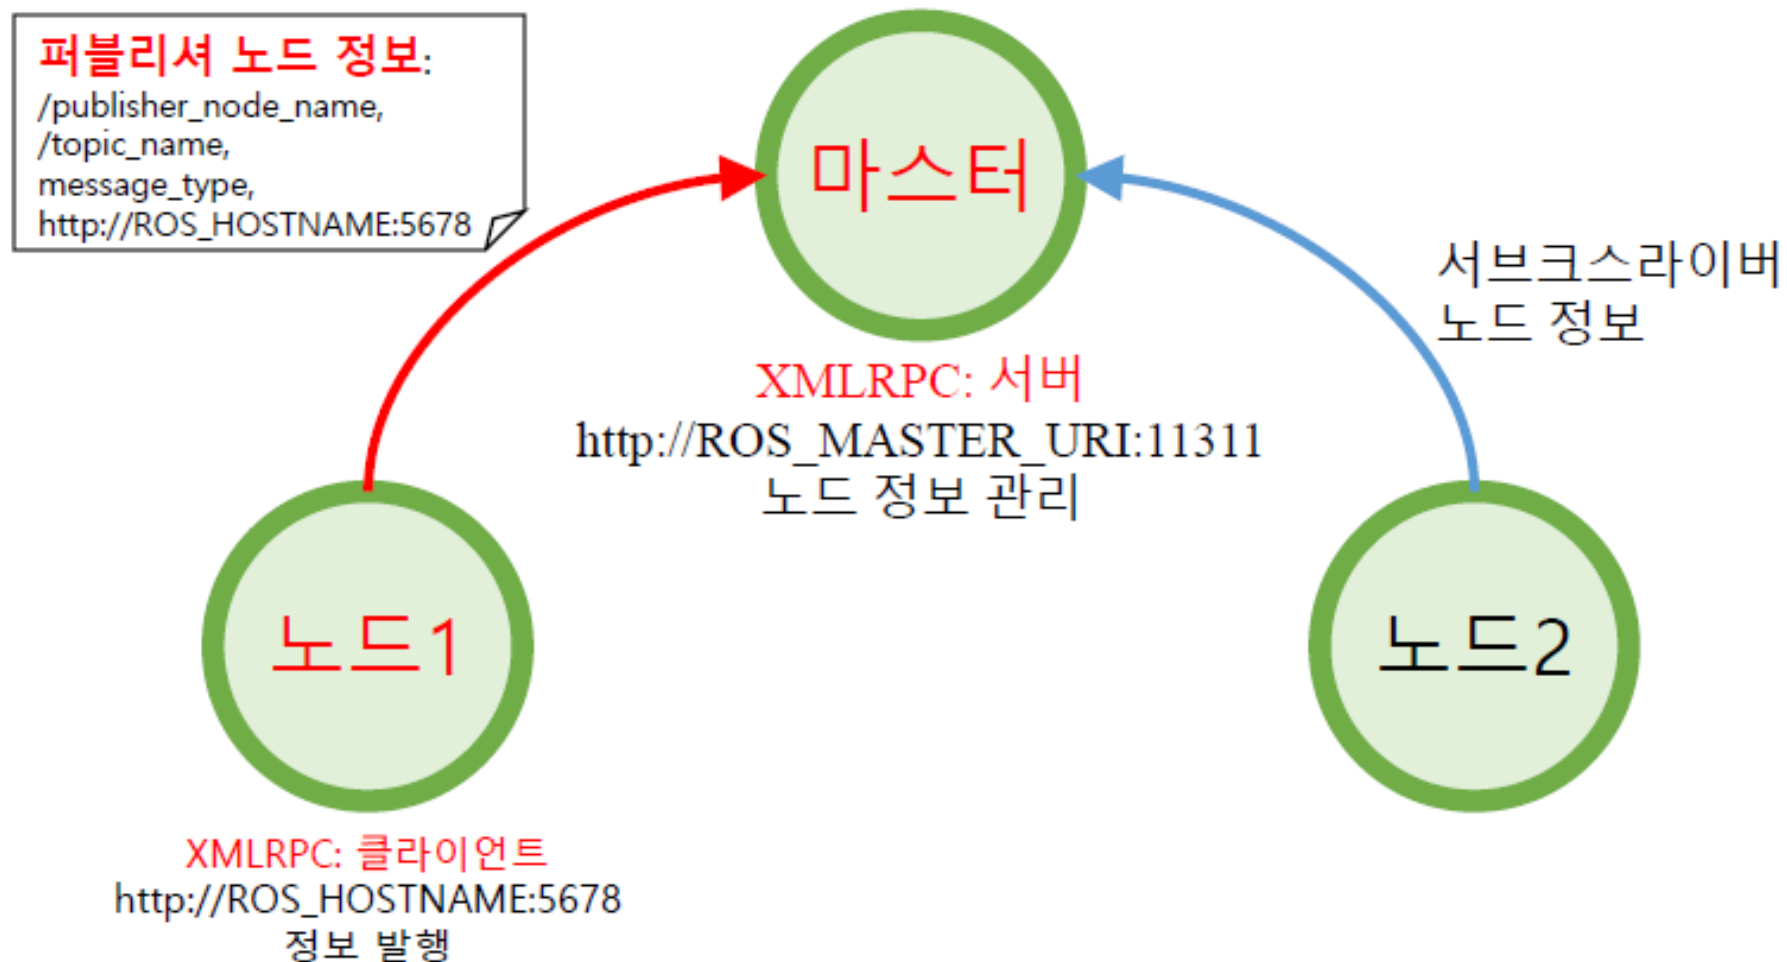 퍼블리셔 노드 정보:
/publisher_node_name,
/topic_name,
message_type,
http://ROS_HOSTNAME:5678
마스터
서브크스라이버
노드 정보
XMLRPC: 서버
http://ROS_MASTER_URI:11311
노드 정보 관리
노드1
노드2
XMLRPC: 클라이언트
http://ROS_HOSTNAME:5678
정보 발행